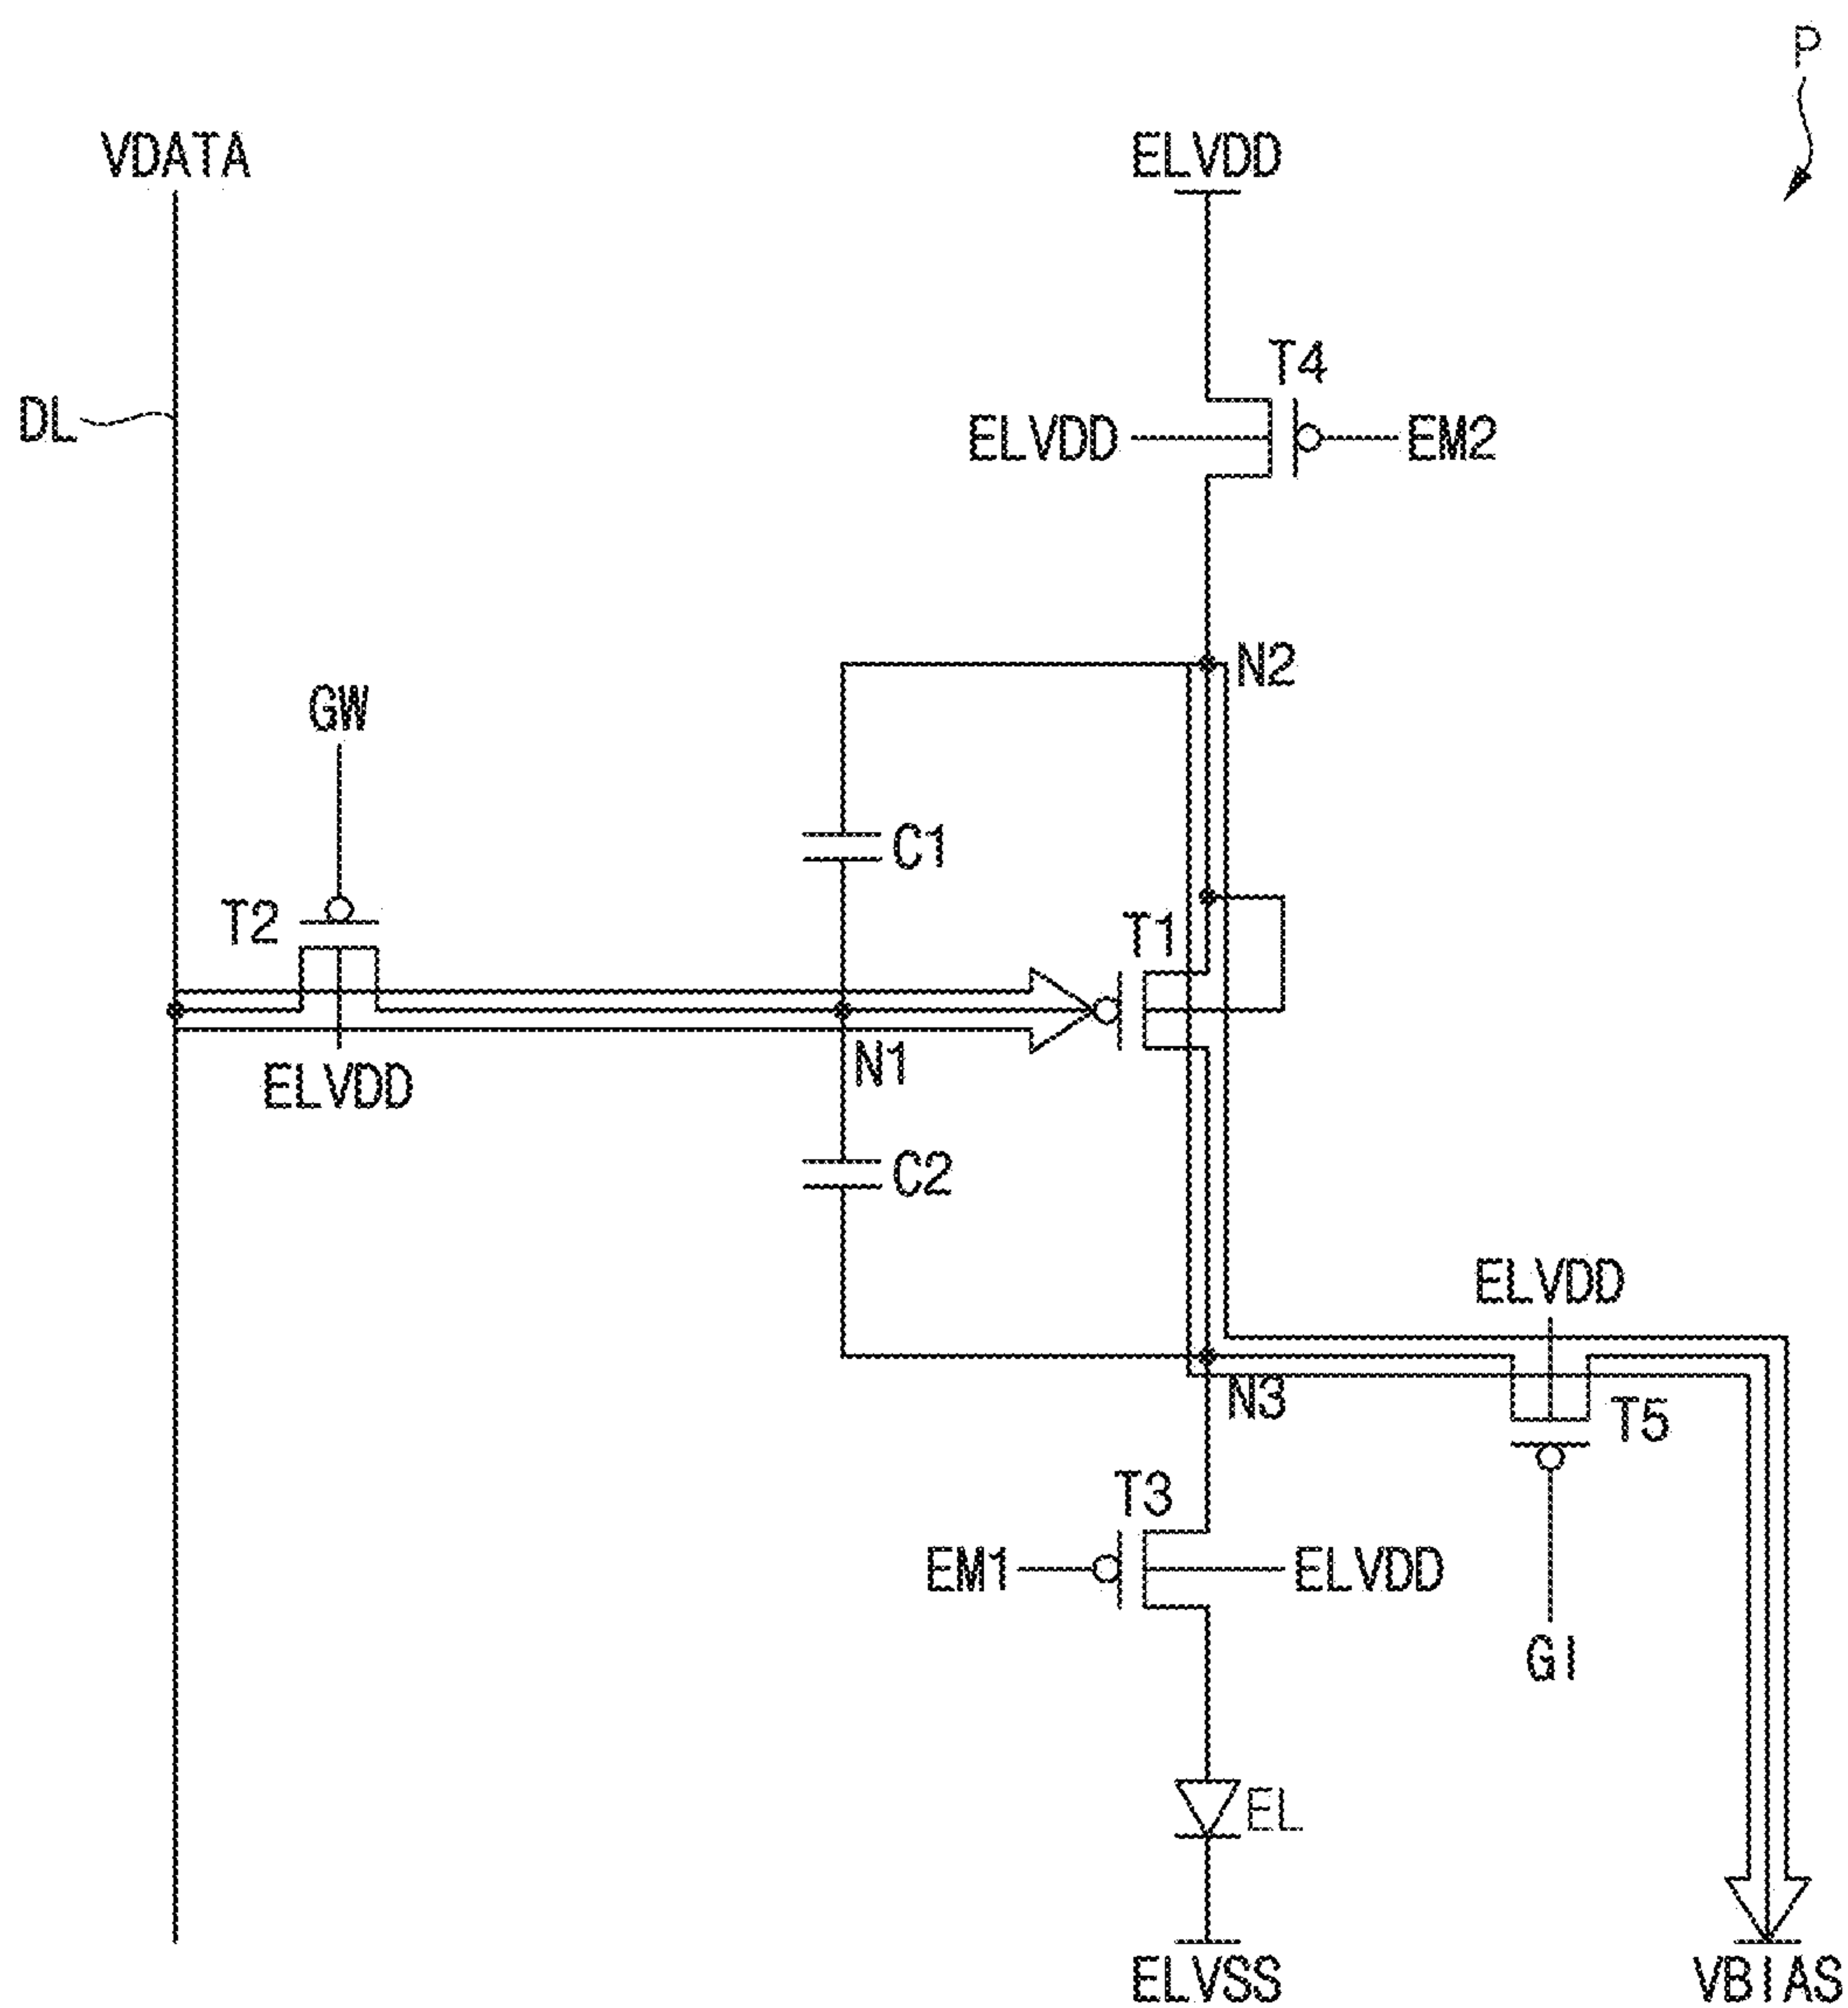 P
VDATA
ELVDD
T4
DL
ELVDD
EM2
N2
GW
C1
T2
T1
N1
ELVDD
C2
ELVDD
N3
T5
T3
EM1
ELVDD
GI
EL
ELVSS
VBIAS